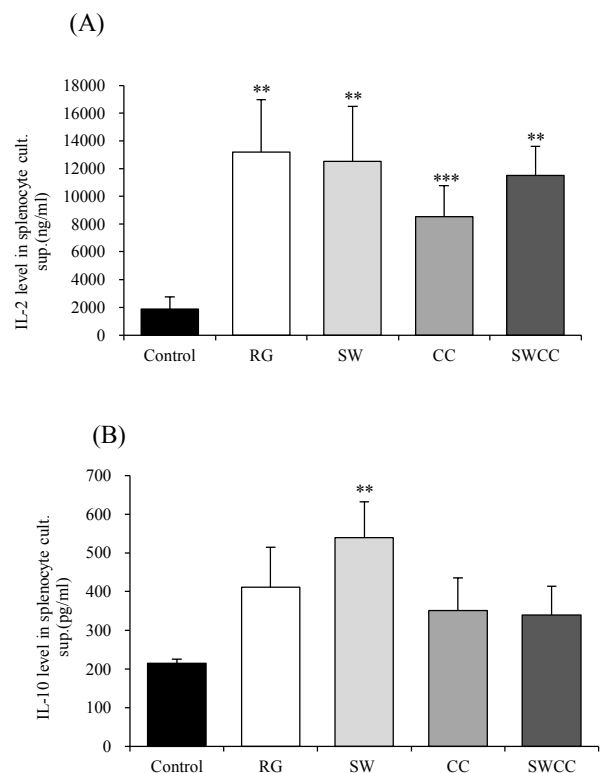 (A)
IL-2 level in splenocyte cult.
sup.(ng/ml)
18000
16000
14000
12000
10000
8000
6000
4000
2000
0
**
**
***
**
Control RG SW CC SWCC
(B)
IL-10 level in splenocyte cult.
sup.(pg/ml)
700
600
500
400
300
200
100
0
**
Control RG SW CC SWCC